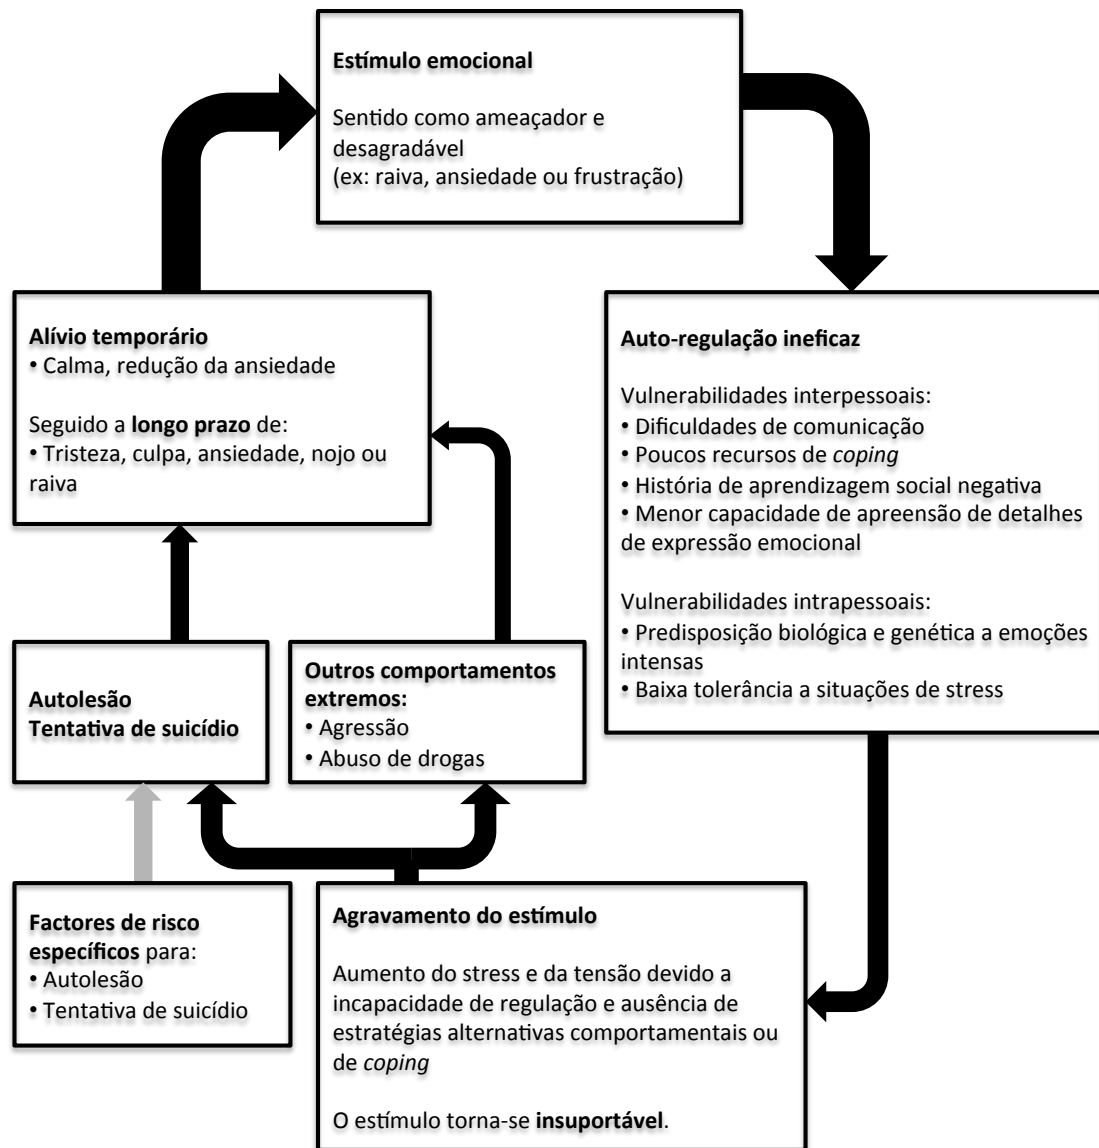 Estímulo emocional
Sentido como ameaçador e
desagradável
(ex: raiva, ansiedade ou frustração)
Auto-regulação ineficaz
Vulnerabilidades interpessoais:
• Dificuldades de comunicação
• Poucos recursos de coping
• História de aprendizagem social negativa
• Menor capacidade de apreensão de detalhes
de expressão emocional
Vulnerabilidades intrapessoais:
• Predisposição biológica e genética a emoções
intensas
• Baixa tolerância a situações de stress
Agravamento do estímulo
Aumento do stress e da tensão devido a
incapacidade de regulação e ausência de
estratégias alternativas comportamentais ou
de coping
O estímulo torna-se insuportável.
Factores de risco
específicos para:
• Autolesão
• Tentativa de suicídio
Autolesão
Tentativa de suicídio
Outros comportamentos
extremos:
• Agressão
• Abuso de drogas
Alívio temporário
• Calma, redução da ansiedade
Seguido a longo prazo de:
• Tristeza, culpa, ansiedade, nojo ou
raiva